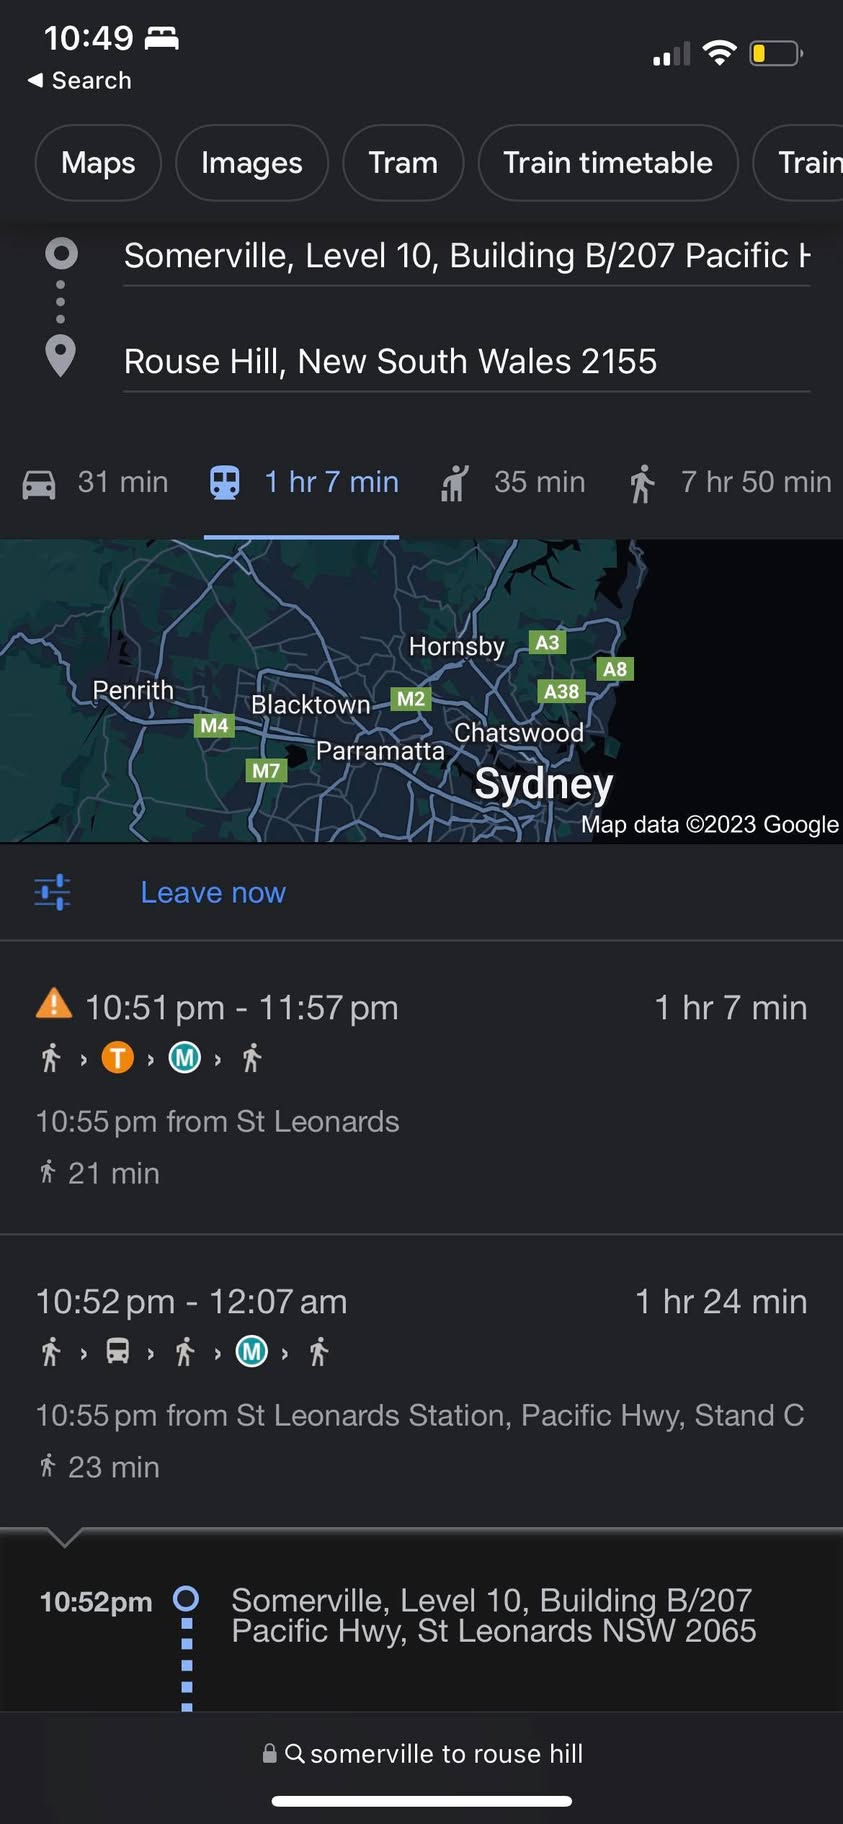 10:49
◀ Search
Maps
Images
Tram
Train timetable
Train
Somerville, Level 10, Building B/207 Pacific H
Rouse Hill, New South Wales 2155
31 min
1 hr 7 min
35 min
7 hr 50 min
Hornsby
A3
A8
Penrith
Blacktown
M2
A38
M4
Chatswood
Parramatta
M7
Sydney
Map data ©2023 Google
Leave now
10:51 pm - 11:57 pm
1 hr 7 min
T
M
10:55 pm from St Leonards
21 min
10:52 pm - 12:07 am
1 hr 24 min
M
10:55 pm from St Leonards Station, Pacific Hwy, Stand C
23 min
10:52pm
Somerville, Level 10, Building B/207
Pacific Hwy, St Leonards NSW 2065
somerville to rouse hill